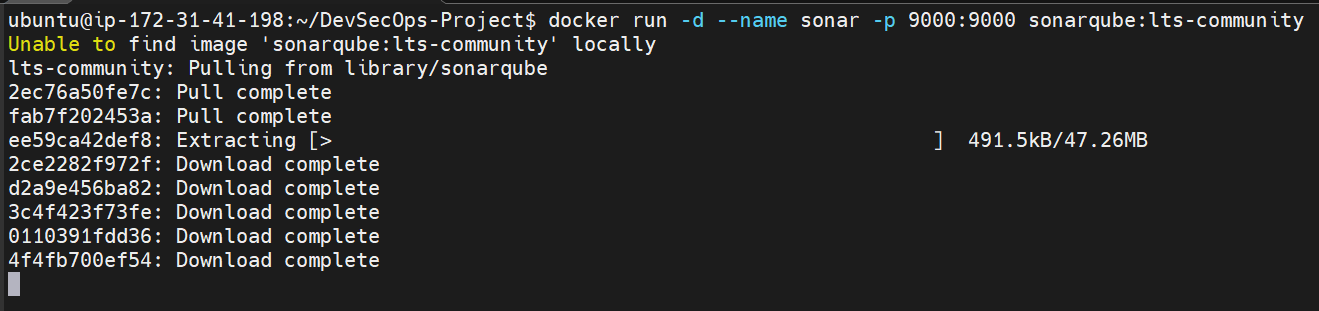 ubuntu@ip-172-31-41-198:~/DevSecOps-Project$ docker run -d --name sonar -p 9000:9000 sonarqube:lts-community
Unable to find image 'sonarqube:lts-community' locally
lts-community: Pulling from library/sonarqube
2ec76a50fe7c: Pull complete
fab7f202453a: Pull complete
ee59ca42def8: Extracting [>                                                  ]  491.5kB/47.26MB
2ce2282f972f: Download complete
d2a9e456ba82: Download complete
3c4f423f73fe: Download complete
0110391fdd36: Download complete
4f4fb700ef54: Download complete